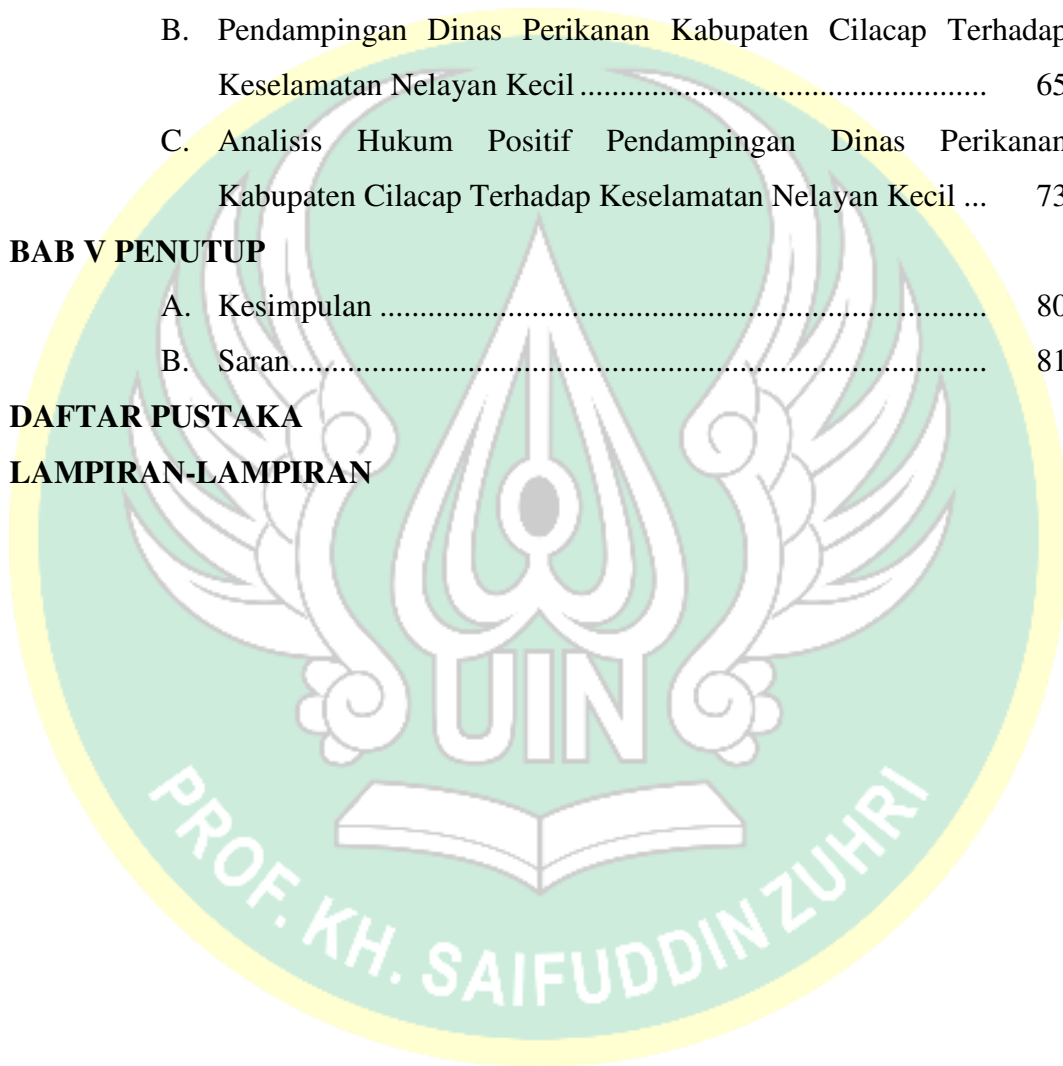 B. Pendampingan Dinas Perikanan Kabupaten Cilacap Terhadap
Keselamatan Nelayan Kecil ................................................... 65
C. Analisis Hukum Positif Pendampingan Dinas Perikanan
Kabupaten Cilacap Terhadap Keselamatan Nelayan Kecil ... 73
BAB V PENUTUP
A. Kesimpulan ............................................................................ 80
B. Saran....................................................................................... 81
DAFTAR PUSTAKA
LAMPIRAN-LAMPIRAN
UIN
PROF. KH. SAIFUDDIN ZUHRI